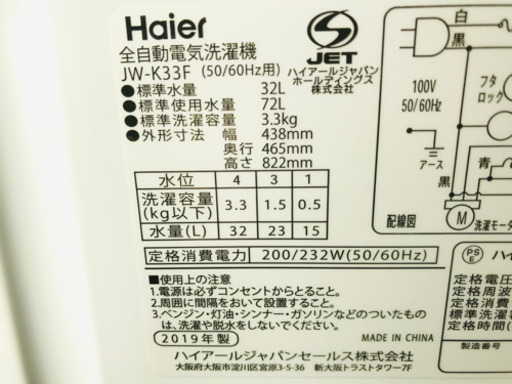 Haier
S
JET
全自動電気洗濯機
JW-K33F (50/60Hz用)
ハイアールジャパン
ホールディングス
株式会社
●標準水量 32L
●標準使用水量 72L
●標準洗濯容量 3.3kg
●外形寸法 幅 438mm
奥行 465mm
高さ 822mm
水位 4 3 1
洗濯容量
(kg以下) 3.3 1.5 0.5
水量(L) 32 23 15
定格消費電力 200/232W(50/60Hz)
■使用上の注意
1.電源は必ずコンセントからとること。
2.周囲に間隔をおいて設置すること。
3.ベンジン・灯油・シンナー・ガソリンなどのついたもの
は、洗濯や脱水をしないこと。
2019年製
MADE IN CHINA
ハイアールジャパンセールス株式会社
大阪府大阪市淀川区宮原3-5-36 新大阪トラストタワー7F
白
黒
100V
50/60Hz
フタ
ロック
アース
青
黒
M
洗濯モータ
配線図
PS
E
ハイ
定格電圧
定格周波
定格消費
標準洗濯
定格時間(
製造番号